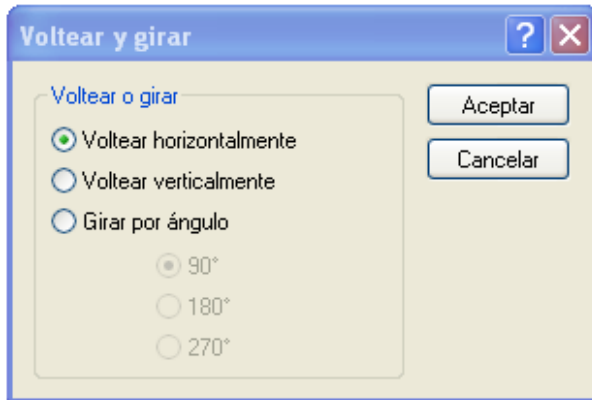 Voltear y girar
Voltear o girar
Voltear horizontalmente
Voltear verticalmente
Girar por ángulo
90°
180°
270°
Aceptar
Cancelar